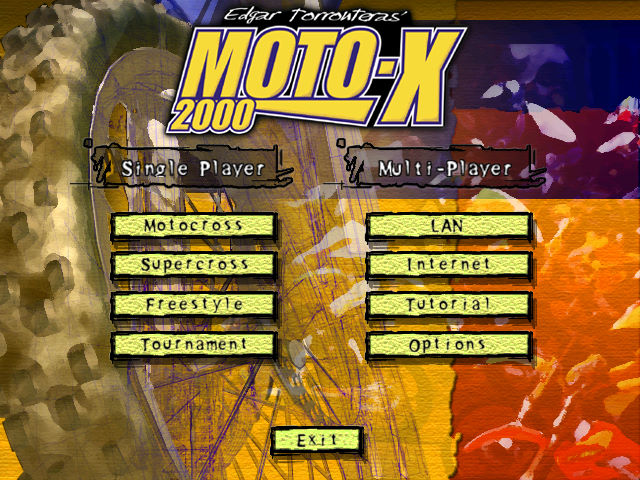 Edgar Torronteras'
MOTO-X
2000
Single Player
Multi-Player
Motocross
LAN
Supercross
Internet
Freestyle
Tutorial
Tournament
Options
Exit